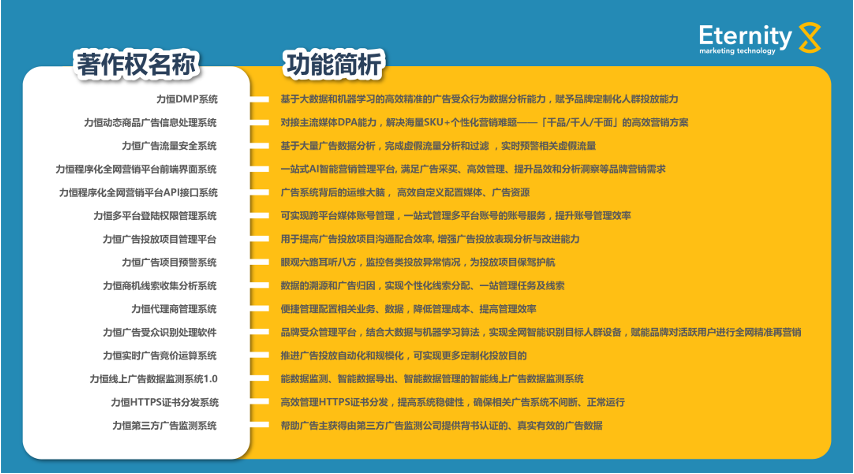 Eternity X
marketing technology
著作权名称 功能简析
力恒DMP系统 基于大数据和机器学习的高效精准的广告受众行为数据分析能力，赋予品牌定制化人群投放能力
力恒动态商品广告信息处理系统 对接主流媒体DPA能力，解决海量SKU+个性化营销难题——「千品/千人/千面」的高效营销方案
力恒广告流量安全系统 基于大量广告数据分析，完成虚假流量分析和过滤 ，实时预警相关虚假流量
力恒程序化全网营销平台前端界面系统 一站式AI智能营销管理平台, 满足广告采买、高效管理、提升品效和分析洞察等品牌营销需求
力恒程序化全网营销平台API接口系统 广告系统背后的运维大脑， 高效自定义配置媒体、广告资源
力恒多平台登陆权限管理系统 可实现跨平台媒体账号管理，一站式管理多平台账号的账号服务，提升账号管理效率
力恒广告投放项目管理平台 用于提高广告投放项目沟通配合效率, 增强广告投放表现分析与改进能力
力恒广告项目预警系统 眼观六路耳听八方，监控各类投放异常情况，为投放项目保驾护航
力恒商机线索收集分析系统 数据的溯源和广告归因，实现个性化线索分配、一站管理任务及线索
力恒代理商管理系统 便捷管理配置相关业务、数据，降低管理成本、提高管理效率
力恒广告受众识别处理软件 品牌受众管理平台，结合大数据与机器学习算法，实现全网智能识别目标人群设备，赋能品牌对活跃用户进行全网精准再营销
力恒实时广告竞价运算系统 推进广告投放自动化和规模化，可实现更多定制化投放目的
力恒线上广告数据监测系统1.0 能数据监测、智能数据导出、智能数据管理的智能线上广告数据监测系统
力恒HTTPS证书分发系统 高效管理HTTPS证书分发，提高系统稳健性，确保相关广告系统不间断、正常运行
力恒第三方广告监测系统 帮助广告主获得由第三方广告监测公司提供背书认证的、真实有效的广告数据